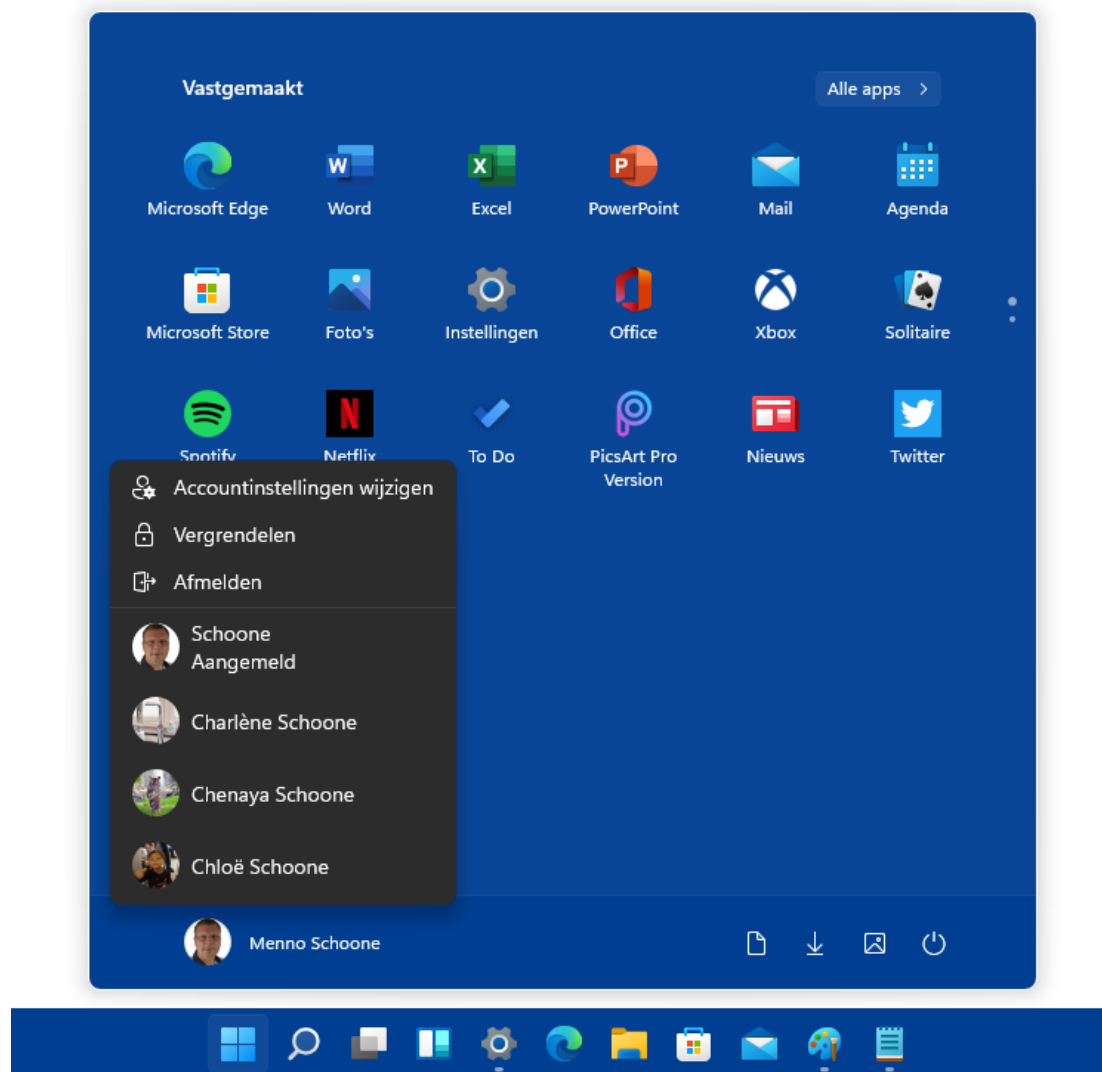 Vastgemaakt
Alle apps
Microsoft Edge
Word
Excel
PowerPoint
Mail
Agenda
Microsoft Store
Foto's
Instellingen
Office
Xbox
Solitaire
Spotify
Netflix
To Do
PicsArt Pro
Version
Nieuws
Twitter
Accountinstellingen wijzigen
Vergrendelen
Afmelden
Schoone
Aangemeld
Charlène Schoone
Chenaya Schoone
Chloë Schoone
Menno Schoone